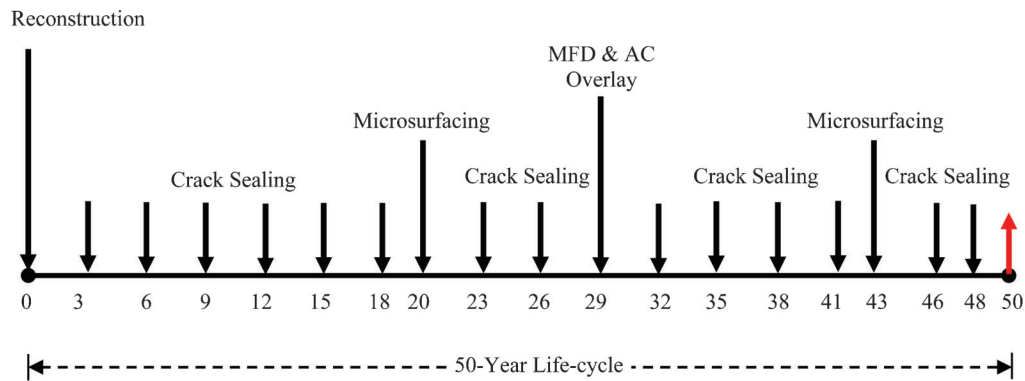 Reconstruction
MFD & AC
Overlay
Microsurfacing
Microsurfacing
Crack Sealing
Crack Sealing
Crack Sealing
Crack Sealing
0 3 6 9 12 15 18 20 23 26 29 32 35 38 41 43 46 48 50
50-Year Life-cycle